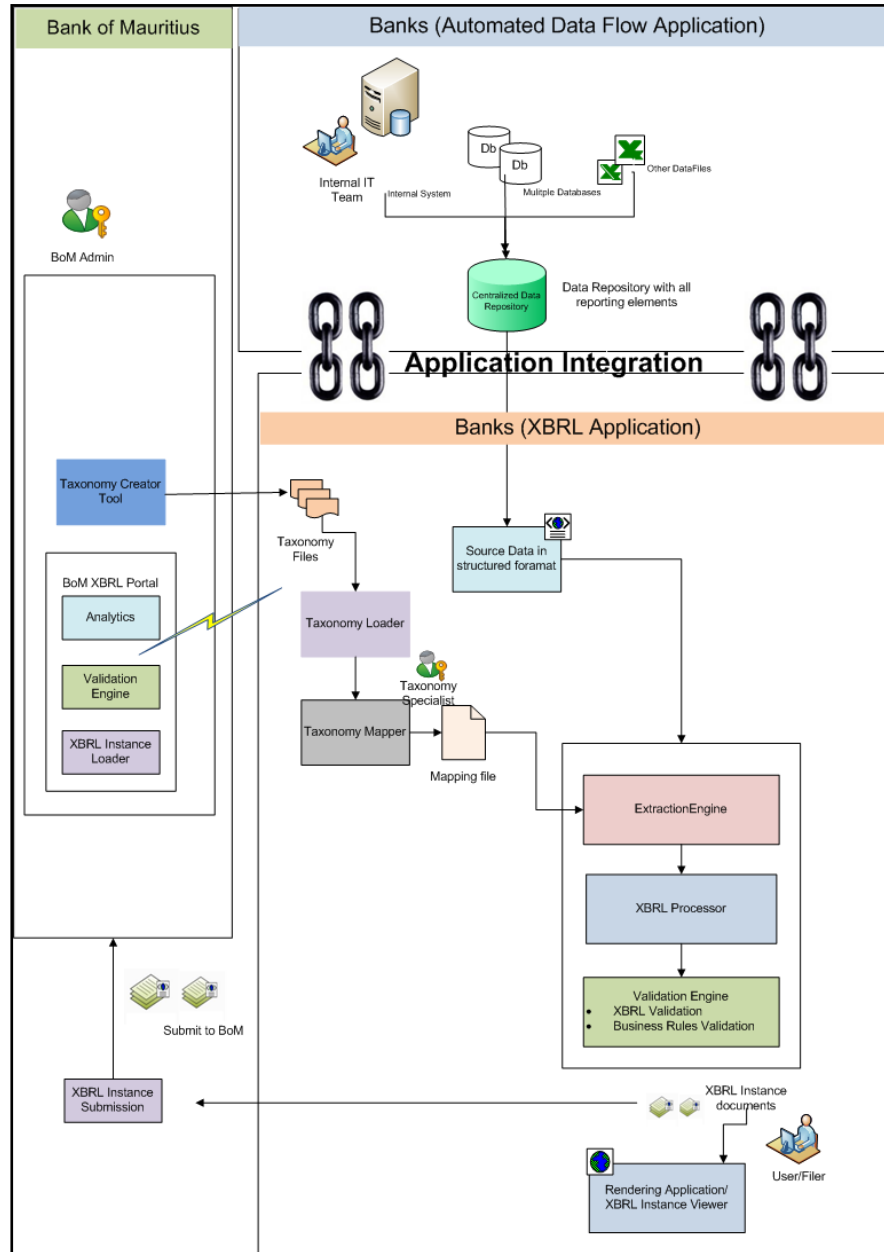 Bank of Mauritius
Banks (Automated Data Flow Application)
Db
Db
Internal IT
Team
Internal System
Mulitple Databases
Other DataFiles
BoM Admin
Centralized Data
Repository
Data Repository with all
reporting elements
Application Integration
Banks (XBRL Application)
Taxonomy Creator
Tool
Taxonomy
Files
Source Data in
structured foramat
BoM XBRL Portal
Analytics
Validation
Engine
XBRL Instance
Loader
Taxonomy Loader
Taxonomy
Specialist
Taxonomy Mapper
Mapping file
ExtractionEngine
XBRL Processor
Validation Engine
• XBRL Validation
• Business Rules Validation
Submit to BoM
XBRL Instance
Submission
XBRL Instance
documents
User/Filer
Rendering Application/
XBRL Instance Viewer